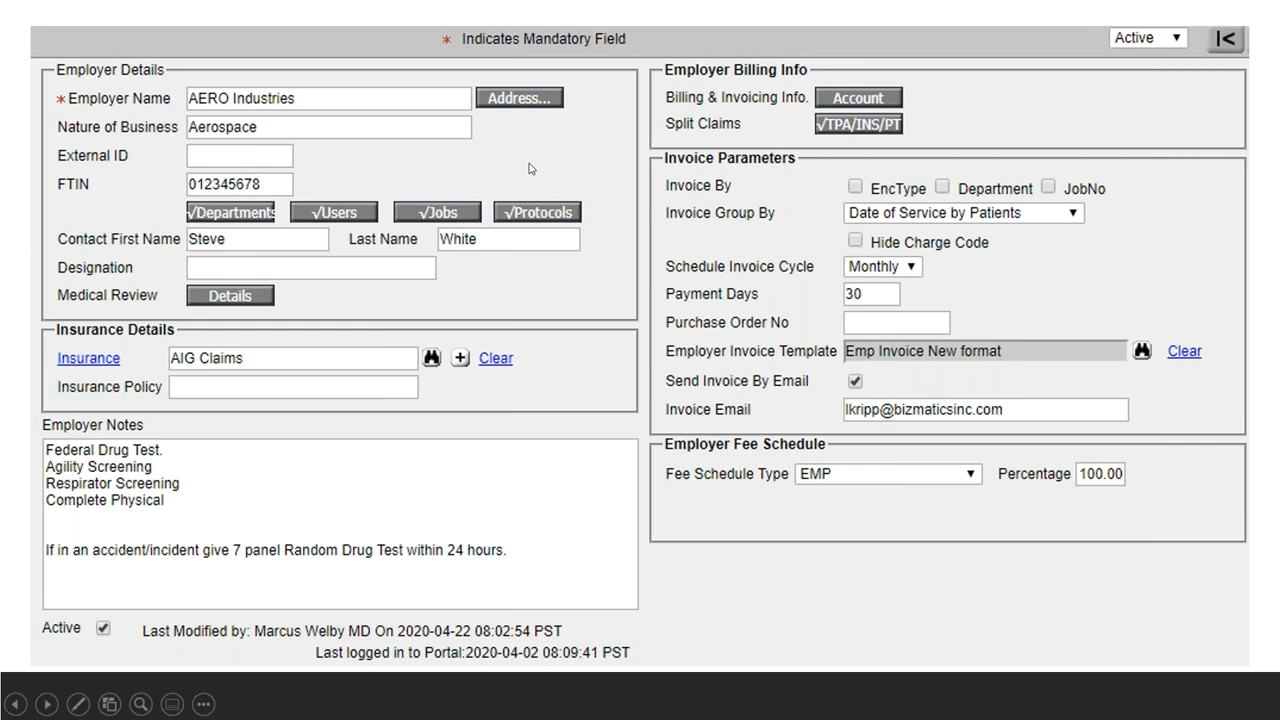 * Indicates Mandatory Field
Active
Employer Details
* Employer Name AERO Industries Address...
Nature of Business Aerospace
External ID
FTIN 012345678
√Departments √Users √Jobs √Protocols
Contact First Name Steve Last Name White
Designation
Medical Review Details
Insurance Details
Insurance AIG Claims Clear
Insurance Policy
Employer Notes
Federal Drug Test.
Agility Screening
Respirator Screening
Complete Physical
If in an accident/incident give 7 panel Random Drug Test within 24 hours.
Active Last Modified by: Marcus Welby MD On 2020-04-22 08:02:54 PST
Last logged in to Portal:2020-04-02 08:09:41 PST
Employer Billing Info
Billing & Invoicing Info. Account
Split Claims √TPA/INS/PT
Invoice Parameters
Invoice By EncType Department JobNo
Invoice Group By Date of Service by Patients
Hide Charge Code
Schedule Invoice Cycle Monthly
Payment Days 30
Purchase Order No
Employer Invoice Template Emp Invoice New format Clear
Send Invoice By Email
Invoice Email lkripp@bizmaticsinc.com
Employer Fee Schedule
Fee Schedule Type EMP Percentage 100.00